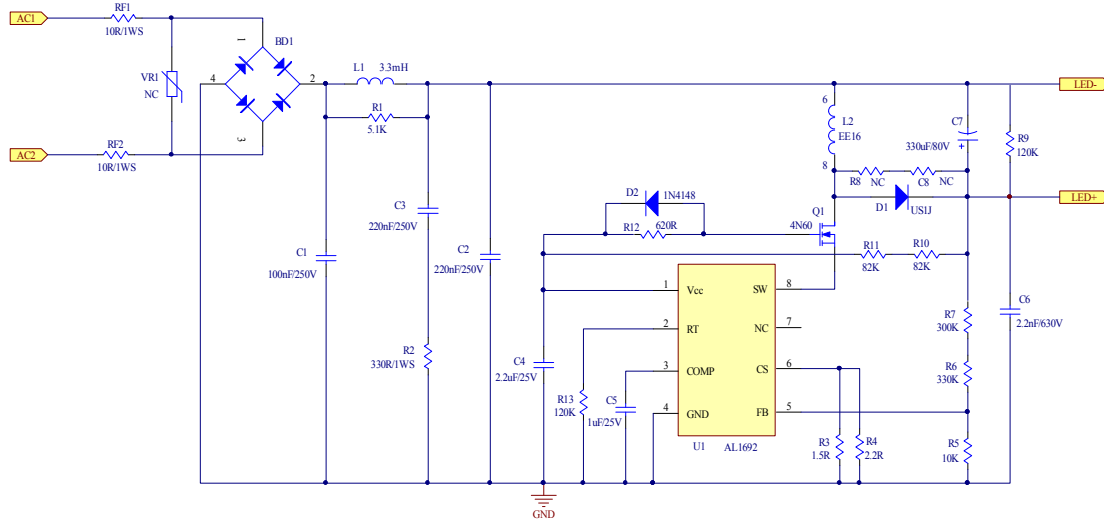 AC1
RF1
10R/1WS
VR1
NC
AC2
RF2
10R/1WS
1
BD1
4
2
3
L1
3.3mH
R1
5.1K
C1
100nF/250V
C3
220nF/250V
R2
330R/1WS
C2
220nF/250V
6
L2
EE16
8
C7
330uF/80V
+
R9
120K
LED-
R8
NC
C8
NC
D1
US1J
LED+
D2
1N4148
R12
620R
Q1
4N60
R11
82K
R10
82K
C4
2.2uF/25V
R13
120K
C5
1uF/25V
1
Vcc
2
RT
3
COMP
4
GND
SW
8
NC
7
CS
6
FB
5
U1
AL1692
R3
1.5R
R4
2.2R
R7
300K
R6
330K
R5
10K
C6
2.2nF/630V
GND